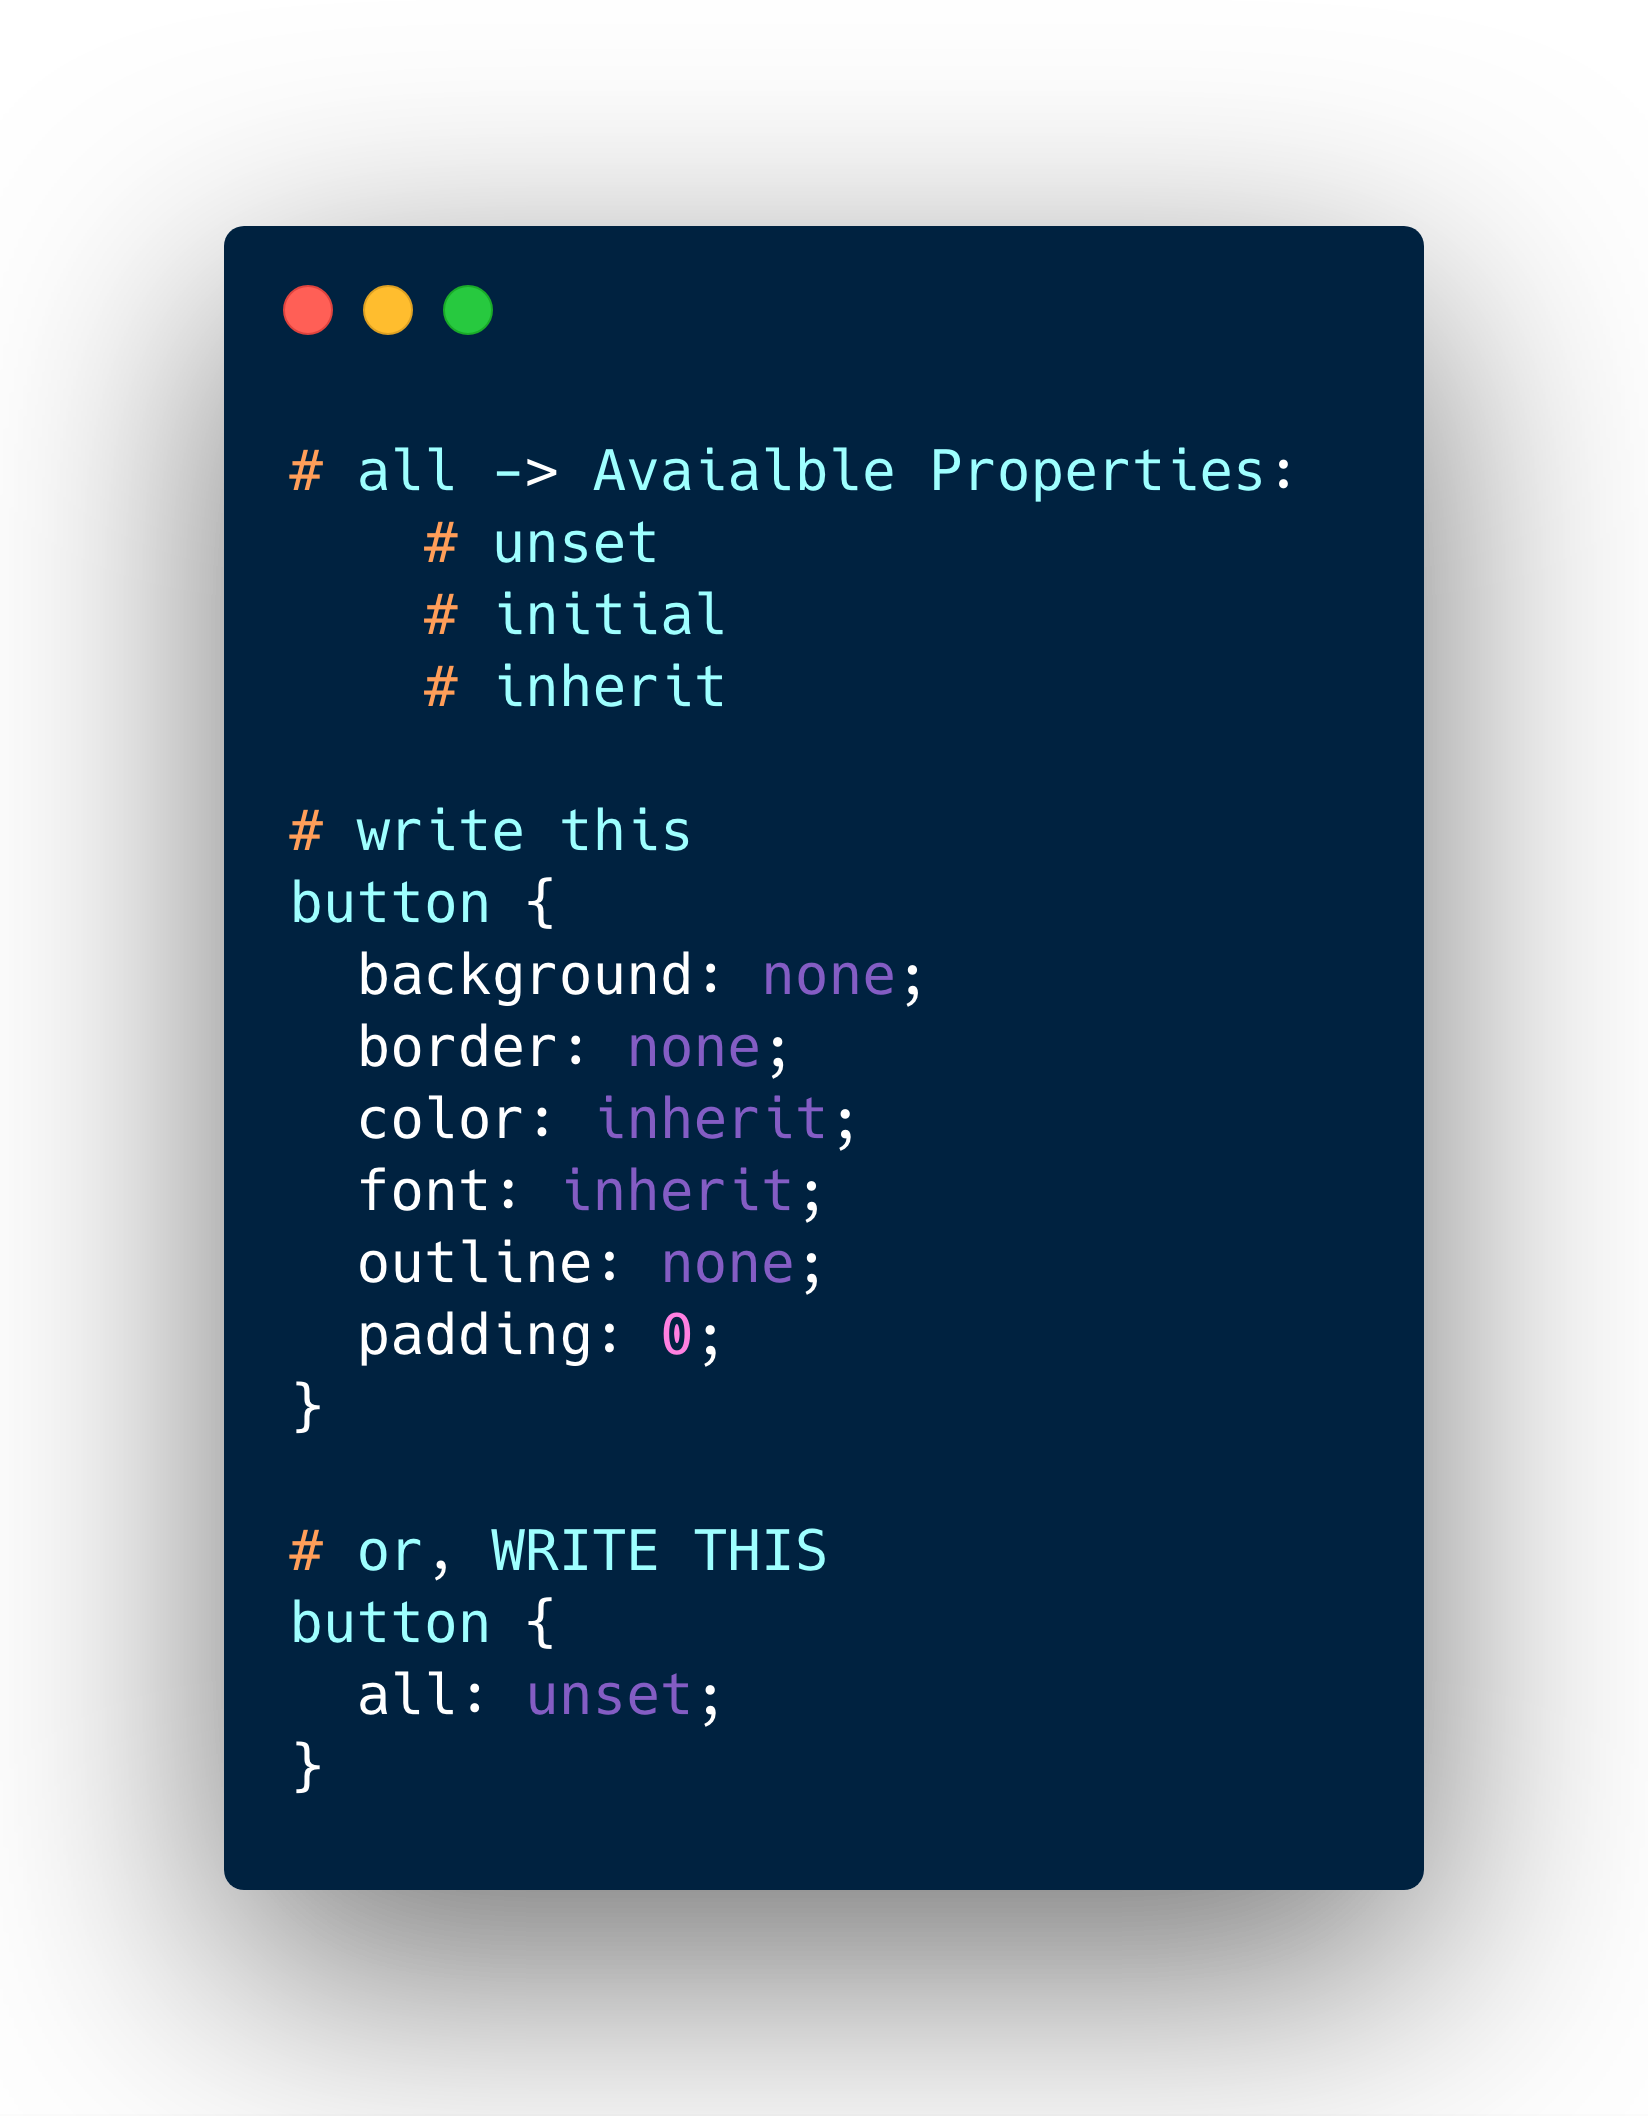 # all -> Avaialble Properties:
    # unset
    # initial
    # inherit

# write this
button {
  background: none;
  border: none;
  color: inherit;
  font: inherit;
  outline: none;
  padding: 0;
}

# or, WRITE THIS
button {
  all: unset;
}